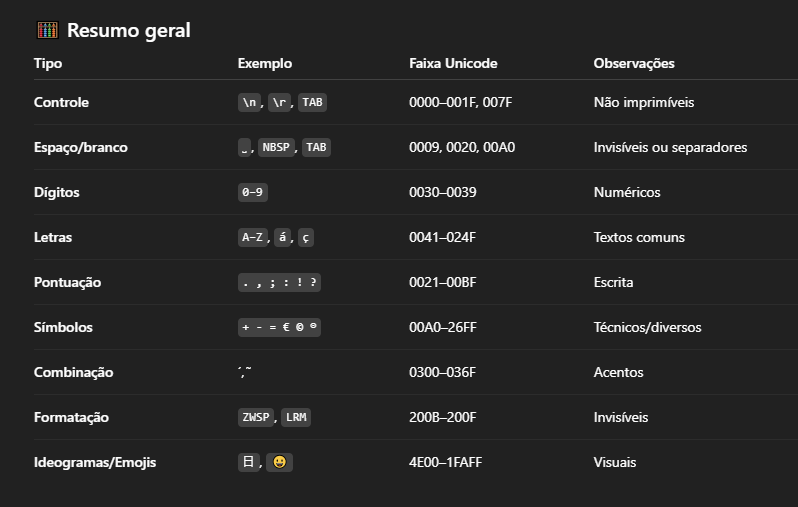 🧮 Resumo geral
Tipo Exemplo Faixa Unicode Observações
Controle \n, \r, TAB 0000–001F, 007F Não imprimíveis
Espaço/branco ␣, NBSP, TAB 0009, 0020, 00A0 Invisíveis ou separadores
Dígitos 0–9 0030–0039 Numéricos
Letras A–Z, á, ç 0041–024F Textos comuns
Pontuação . , ; : ! ? 0021–00BF Escrita
Símbolos + - = € © ® 00A0–26FF Técnicos/diversos
Combinação ´,˜ 0300–036F Acentos
Formatação ZWSP, LRM 200B–200F Invisíveis
Ideogramas/Emojis 日, 😀 4E00–1FAFF Visuais